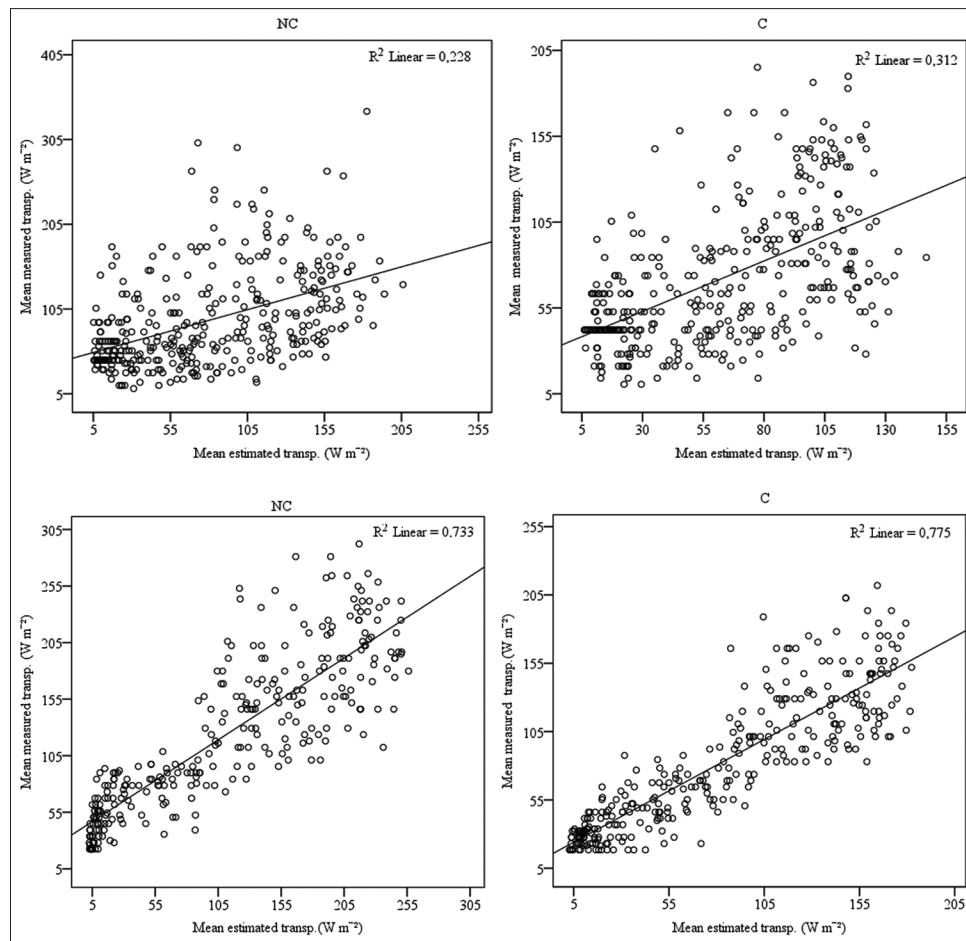 NC
R² Linear = 0,228
Mean measured transp. (W m⁻²)
405
305
205
105
5
5 55 105 155 205 255
Mean estimated transp. (W m⁻²)
C
R² Linear = 0,312
Mean measured transp. (W m⁻²)
205
155
105
55
5
5 30 55 80 105 130 155
Mean estimated transp. (W m⁻²)
NC
R² Linear = 0,733
Mean measured transp. (W m⁻²)
305
255
205
155
105
55
5
5 55 105 155 205 255 305
Mean estimated transp.(W m⁻²)
C
R² Linear = 0,775
Mean measured transp.(W m⁻²)
255
205
155
105
55
5
5 55 105 155 205
Mean estimated transp. (W m⁻²)